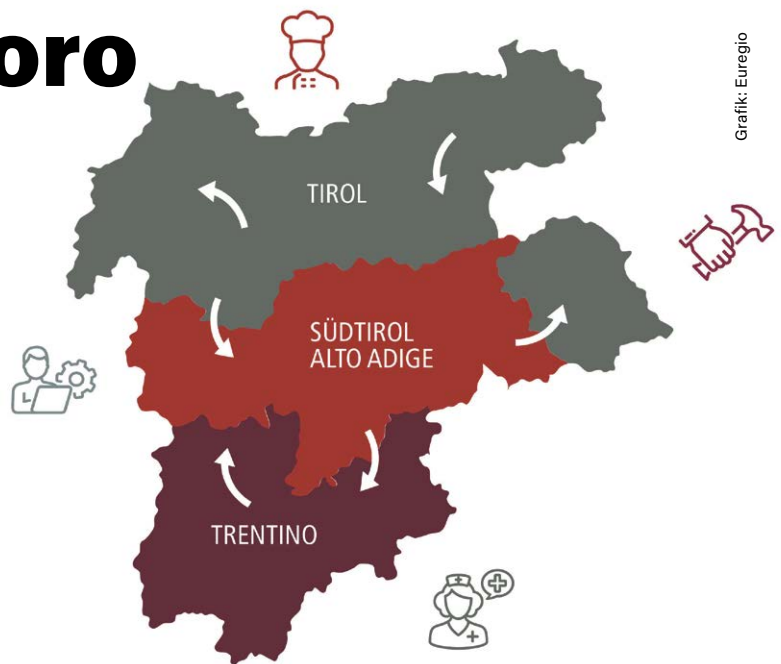 oro
Grafik: Euregio
TIROL
SÜDTIROL
ALTO ADIGE
TRENTINO